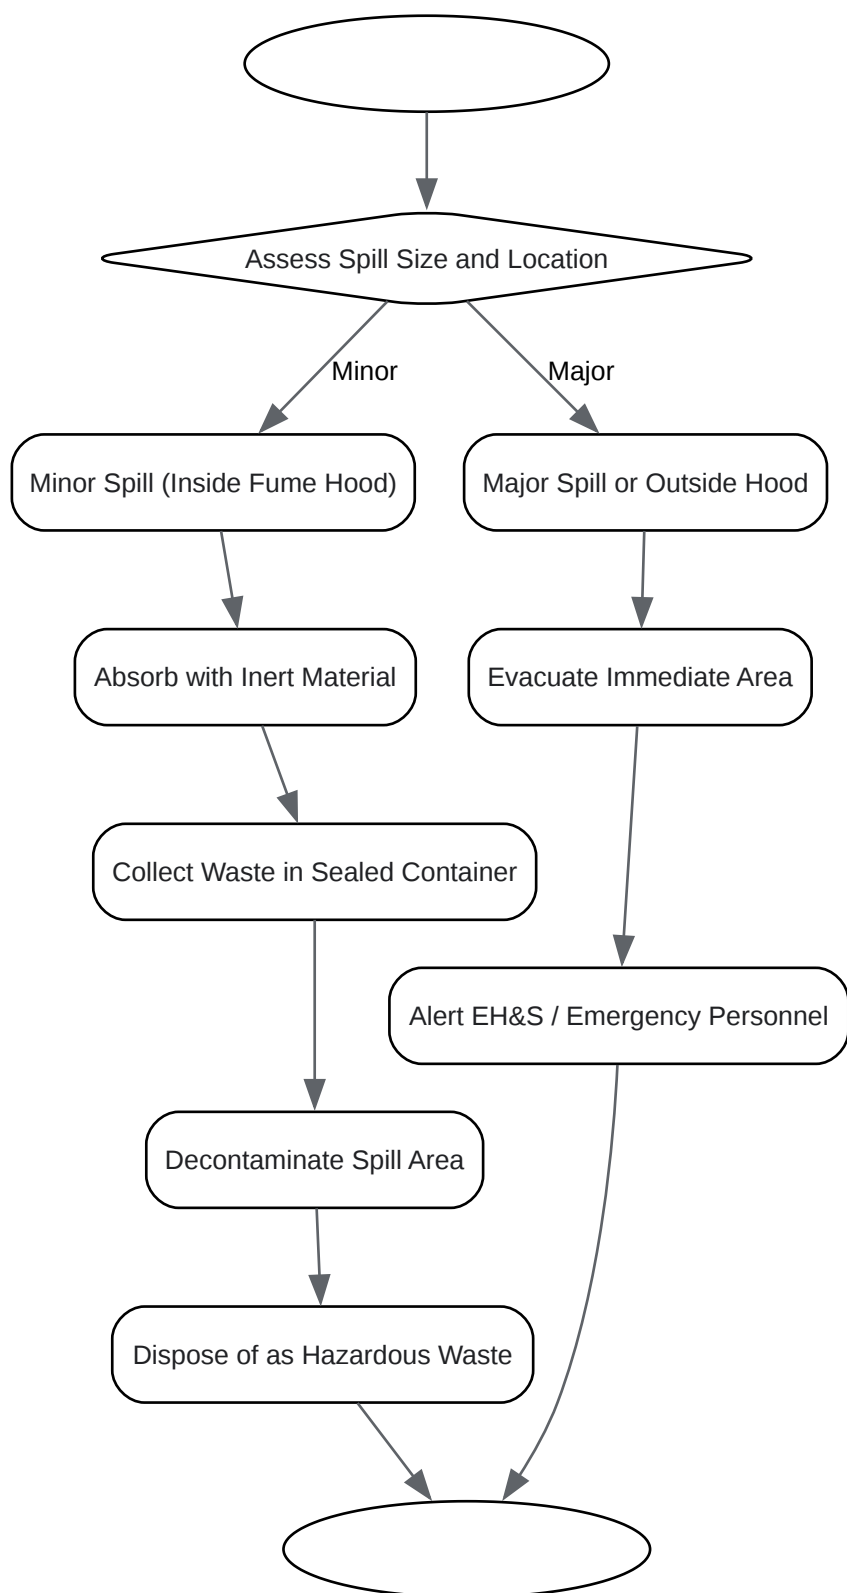 Assess Spill Size and Location
Minor
Major
Minor Spill (Inside Fume Hood)
Major Spill or Outside Hood
Absorb with Inert Material
Evacuate Immediate Area
Collect Waste in Sealed Container
Alert EH&S / Emergency Personnel
Decontaminate Spill Area
Dispose of as Hazardous Waste